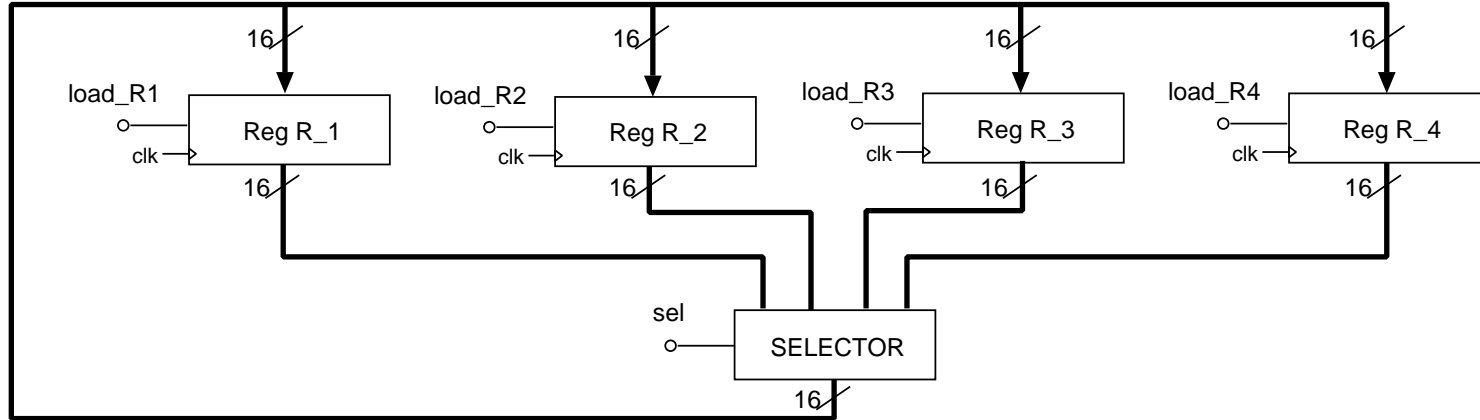 16 16 16 16
load_R1 load_R2 load_R3 load_R4
Reg R_1 Reg R_2 Reg R_3 Reg R_4
clk clk clk clk
16 16 16 16
sel
SELECTOR
16